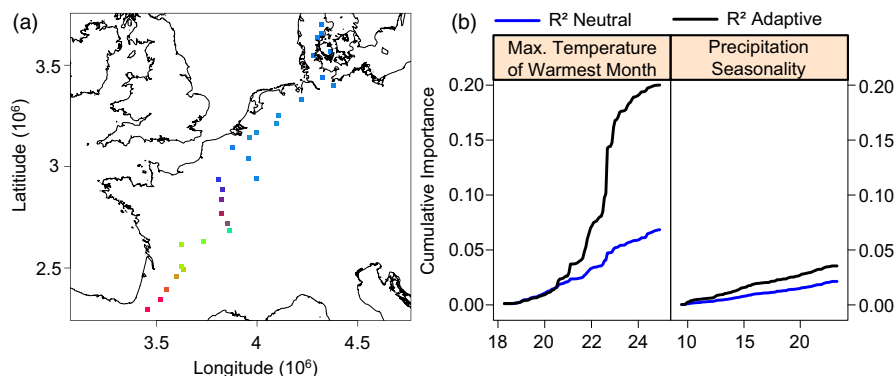 (a)
Latitiude (10⁶)
3.5
3
2.5
3.5
4
4.5
Longitude (10⁶)
(b)
R² Neutral
R² Adaptive
Max. Temperature
of Warmest Month
Precipitation
Seasonality
Cumulative Importance
0.20
0.15
0.10
0.05
0.00
0.20
0.15
0.10
0.05
0.00
18
20
22
24
10
15
20